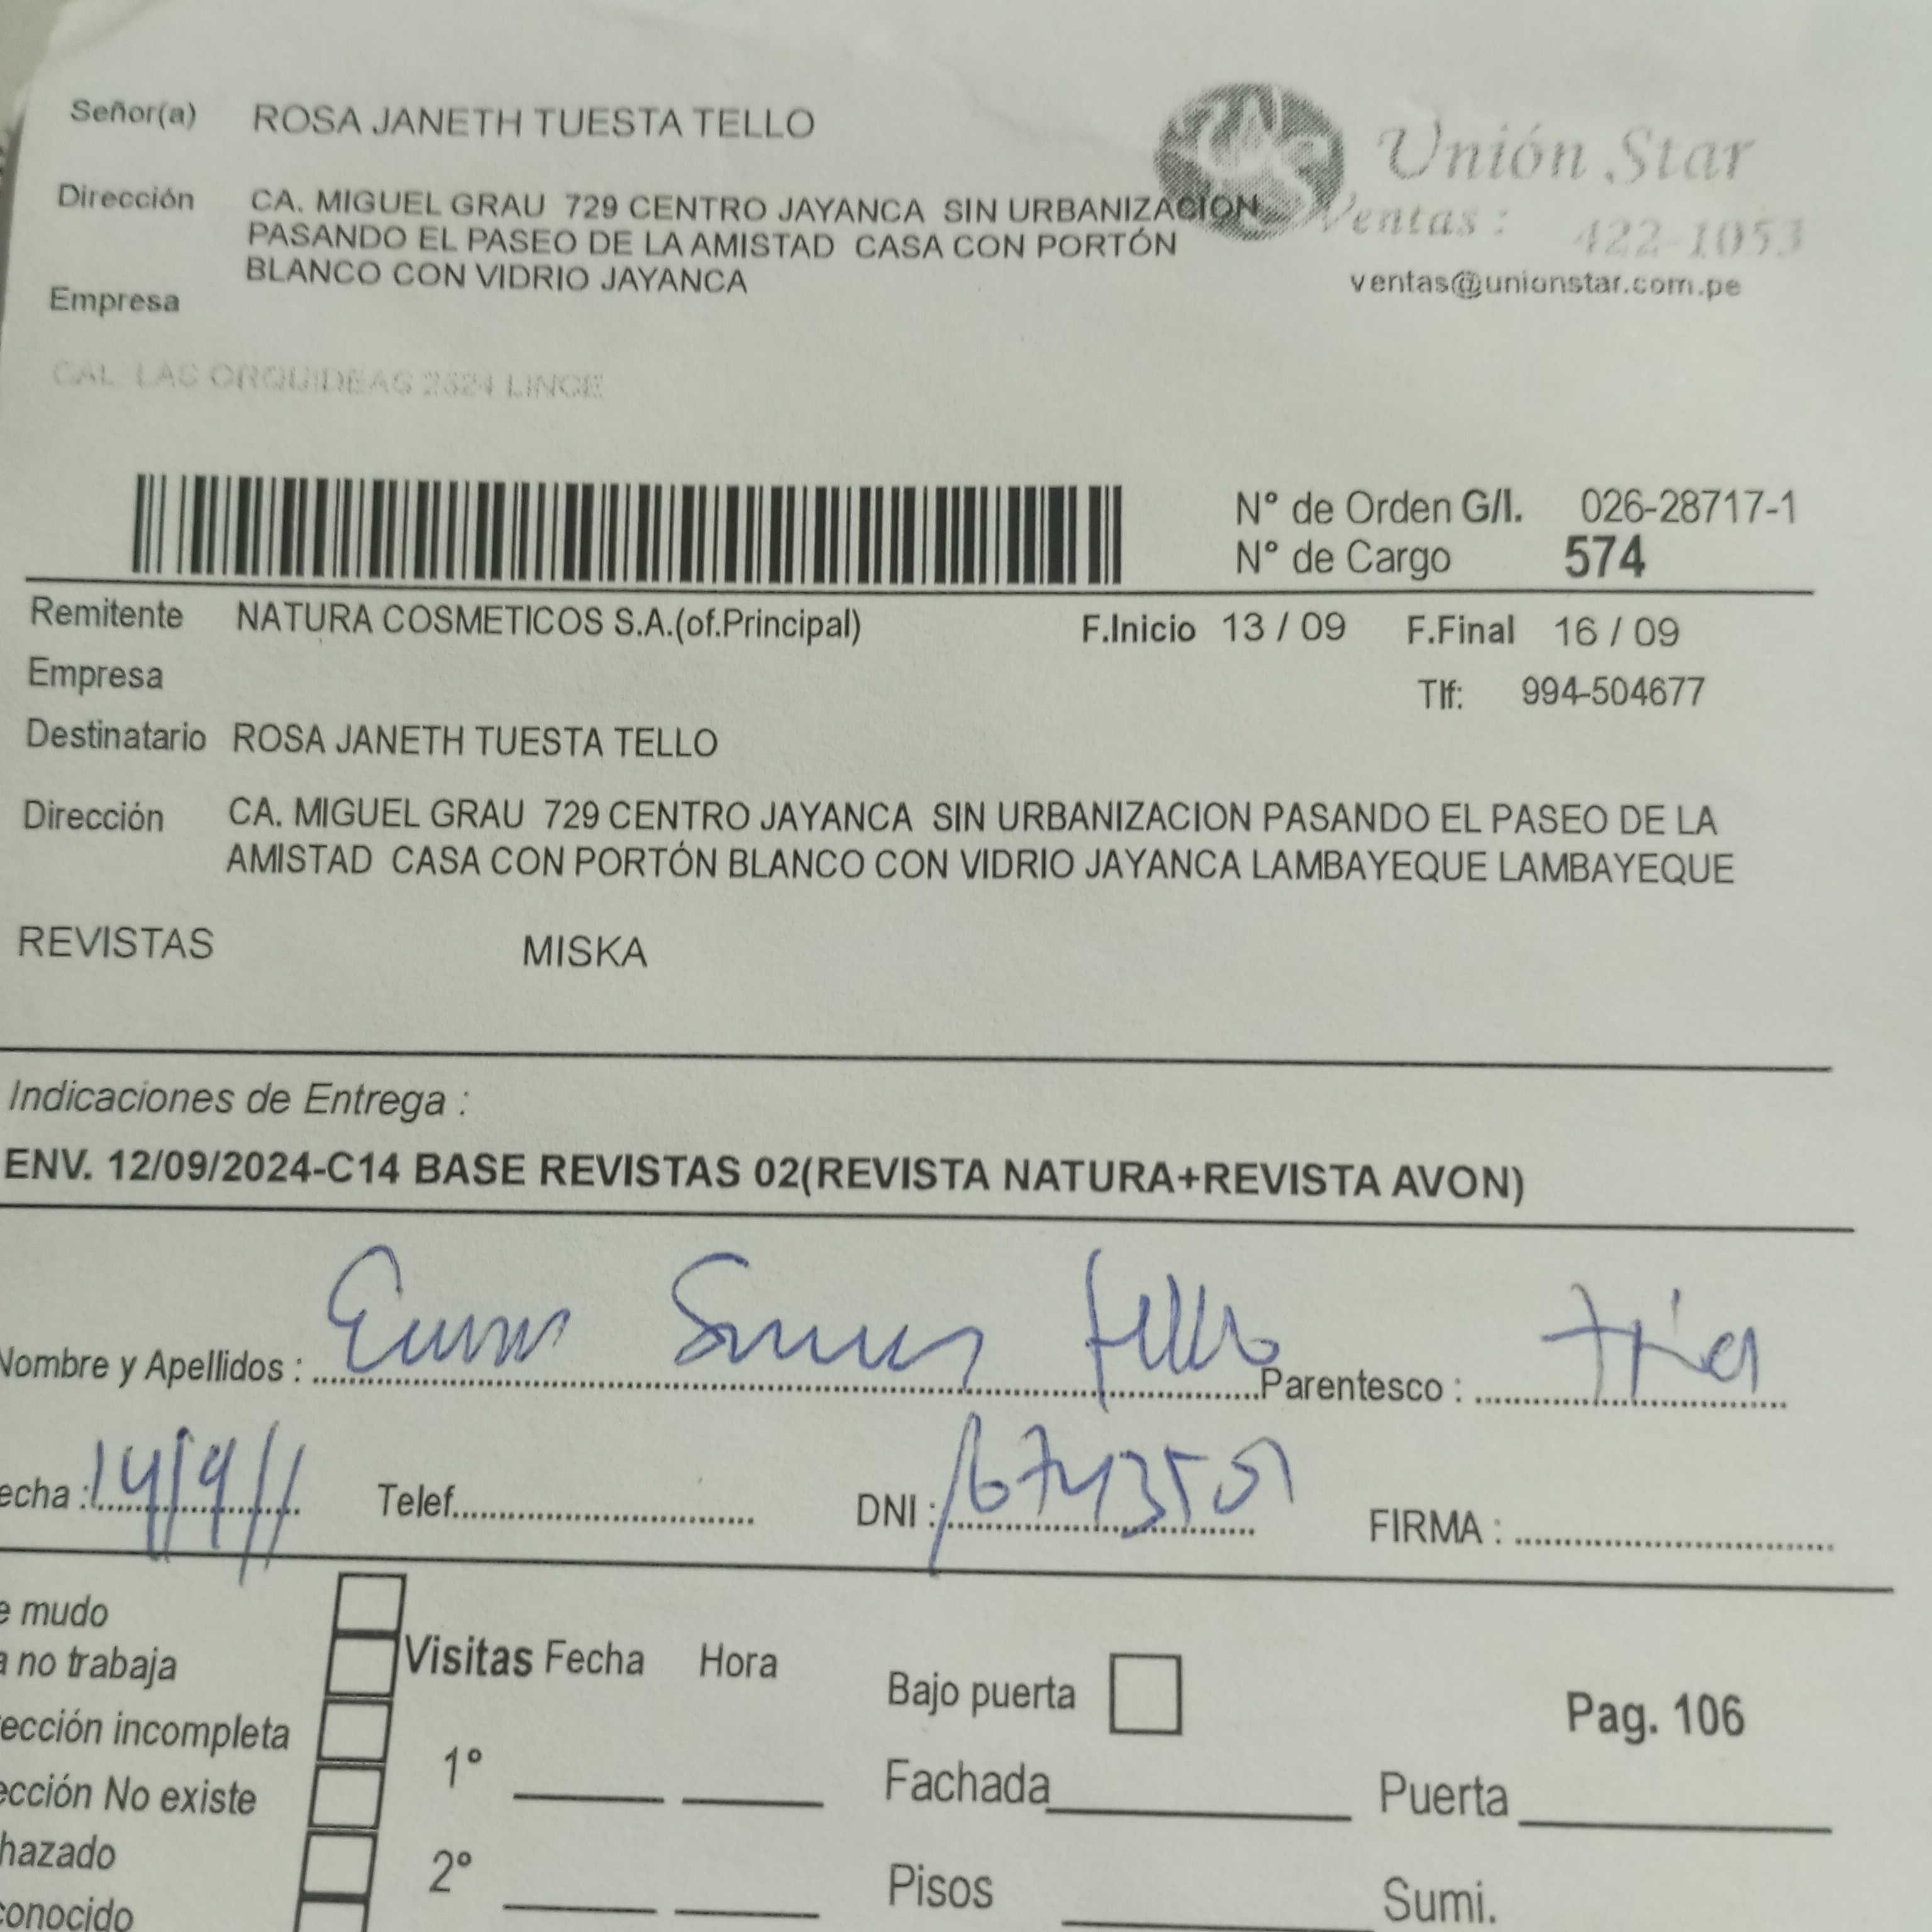 Señor(a) ROSA JANETH TUESTA TELLO
Unión Star
Dirección CA. MIGUEL GRAU 729 CENTRO JAYANCA SIN URBANIZACION
PASANDO EL PASEO DE LA AMISTAD CASA CON PORTÓN
BLANCO CON VIDRIO JAYANCA
Ventas : 422-1053
ventas@unionstar.com.pe
Empresa
CAL LAS ORQUIDEAS 2324 LINCE
N° de Orden G/I. 026-28717-1
N° de Cargo 574
Remitente NATURA COSMETICOS S.A.(of.Principal) F.Inicio 13 / 09 F.Final 16 / 09
Empresa Tlf: 994-504677
Destinatario ROSA JANETH TUESTA TELLO
Dirección CA. MIGUEL GRAU 729 CENTRO JAYANCA SIN URBANIZACION PASANDO EL PASEO DE LA
AMISTAD CASA CON PORTÓN BLANCO CON VIDRIO JAYANCA LAMBAYEQUE LAMBAYEQUE
REVISTAS MISKA
Indicaciones de Entrega :
ENV. 12/09/2024-C14 BASE REVISTAS 02(REVISTA NATURA+REVISTA AVON)
Nombre y Apellidos : Tello Parentesco : tía
echa : 14/9// Telef. DNI : FIRMA :
e mudo
a no trabaja
Visitas Fecha Hora
Bajo puerta
Pag. 106
ección incompleta
1°
Fachada Puerta
ección No existe
hazado
2°
Pisos Sumi.
conocido